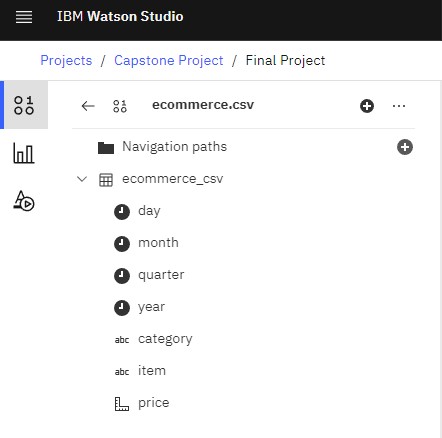 IBM Watson Studio
Projects / Capstone Project / Final Project
ecommerce.csv
Navigation paths
ecommerce_csv
day
month
quarter
year
abc category
abc item
price